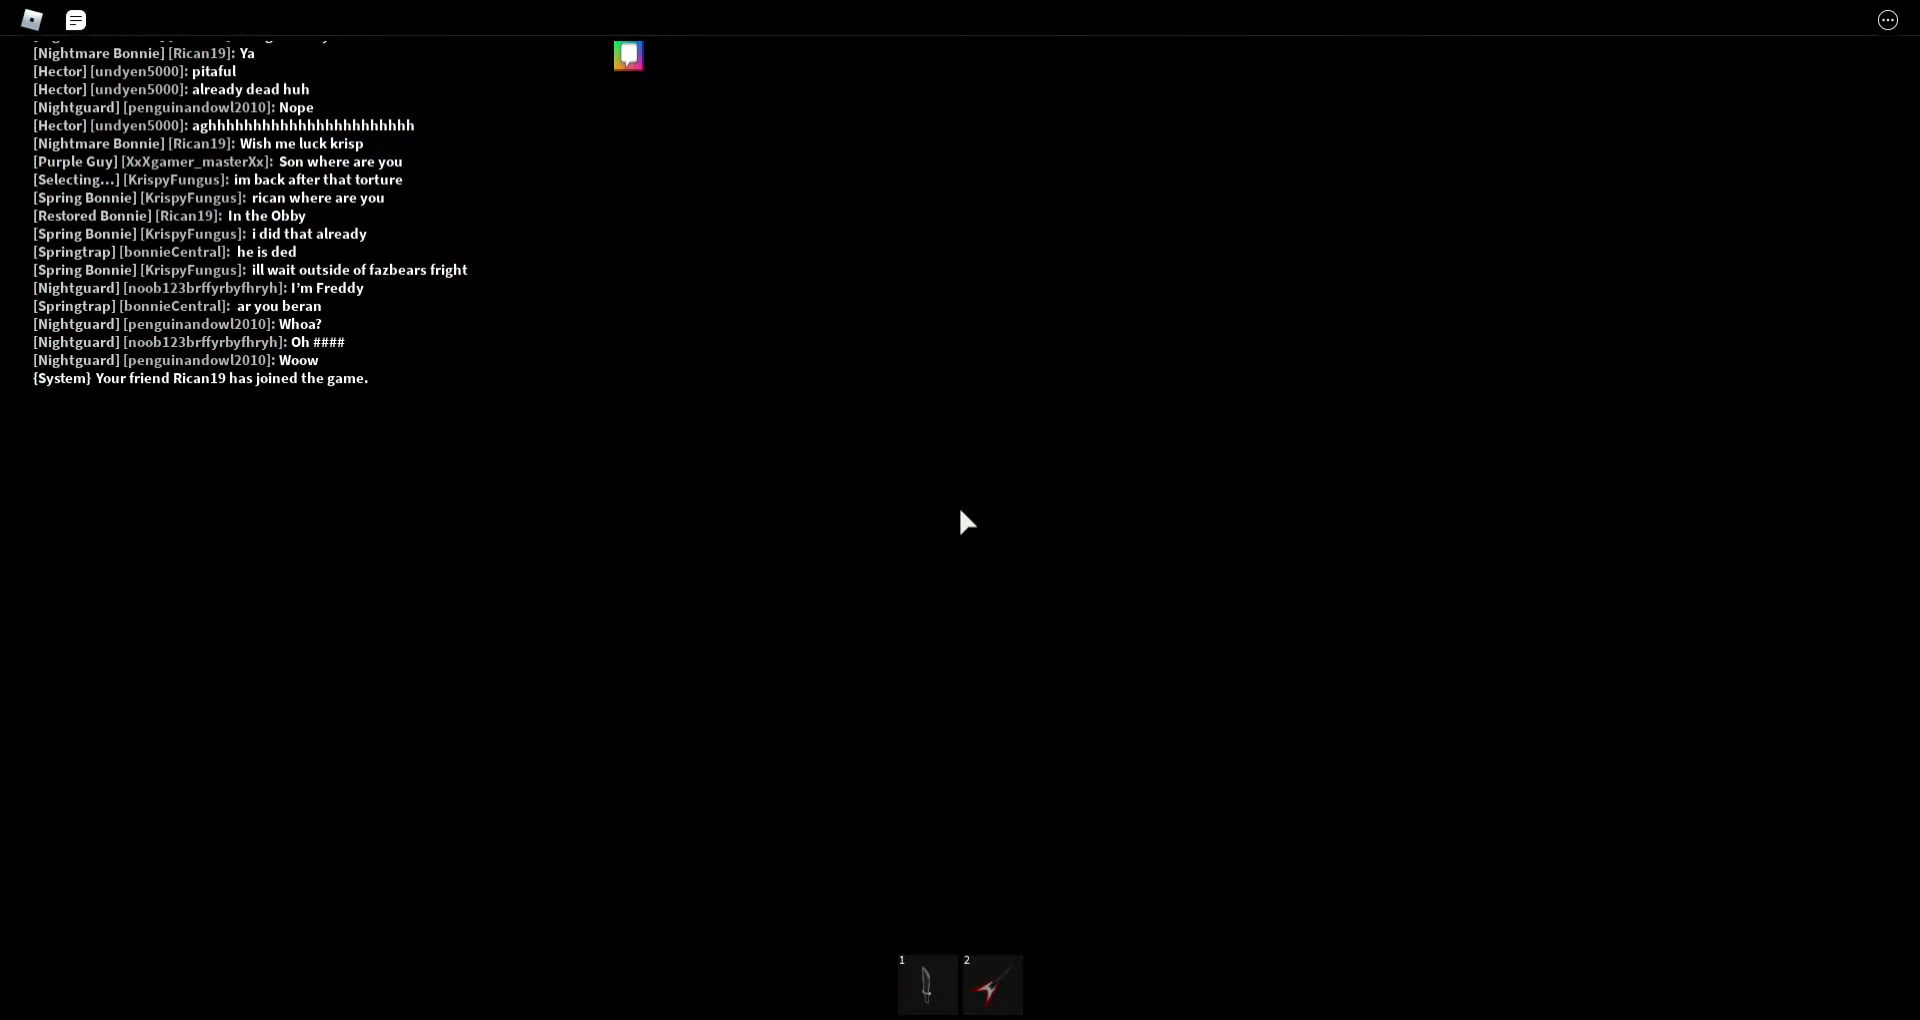 [Nightmare Bonnie] [Rican19]: Ya
[Hector] [undyen5000]: pitaful
[Hector] [undyen5000]: already dead huh
[Nightguard] [penguinandowl2010]: Nope
[Hector] [undyen5000]: aghhhhhhhhhhhhhhhhhhhhhhh
[Nightmare Bonnie] [Rican19]: Wish me luck krisp
[Purple Guy] [XxXgamer_masterXx]: Son where are you
[Selecting...] [KrispyFungus]: im back after that torture
[Spring Bonnie] [KrispyFungus]: rican where are you
[Restored Bonnie] [Rican19]: In the Obby
[Spring Bonnie] [KrispyFungus]: i did that already
[Springtrap] [bonnieCentral]: he is ded
[Spring Bonnie] [KrispyFungus]: ill wait outside of fazbears fright
[Nightguard] [noob123brffyrbyfhryh]: I'm Freddy
[Springtrap] [bonnieCentral]: ar you beran
[Nightguard] [penguinandowl2010]: Whoa?
[Nightguard] [noob123brffyrbyfhryh]: Oh ####
[Nightguard] [penguinandowl2010]: Woow
{System} Your friend Rican19 has joined the game.
1 2